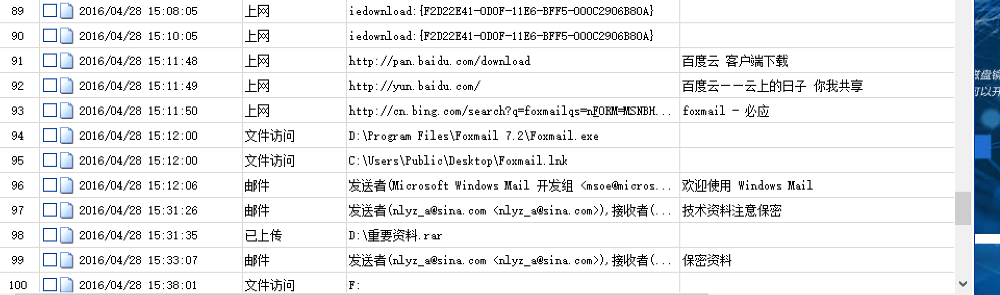 89 2016/04/28 15:08:05 上网 iedownload:{F2D22E41-0D0F-11E6-BFF5-000C2906B80A}
90 2016/04/28 15:10:05 上网 iedownload:{F2D22E41-0D0F-11E6-BFF5-000C2906B80A}
91 2016/04/28 15:11:48 上网 http://pan.baidu.com/download 百度云 客户端下载
92 2016/04/28 15:11:49 上网 http://yun.baidu.com/ 百度云——云上的日子 你我共享
93 2016/04/28 15:11:50 上网 http://cn.bing.com/search?q=foxmailqs=nFORM=MSNBH... foxmail - 必应
94 2016/04/28 15:12:00 文件访问 D:\Program Files\Foxmail 7.2\Foxmail.exe
95 2016/04/28 15:12:00 文件访问 C:\Users\Public\Desktop\Foxmail.lnk
96 2016/04/28 15:12:06 邮件 发送者(Microsoft Windows Mail 开发组 <msoe@micros... 欢迎使用 Windows Mail
97 2016/04/28 15:31:26 邮件 发送者(nlyz_a@sina.com <nlyz_a@sina.com>),接收者(... 技术资料注意保密
98 2016/04/28 15:31:35 已上传 D:\重要资料.rar
99 2016/04/28 15:33:07 邮件 发送者(nlyz_a@sina.com <nlyz_a@sina.com>),接收者(... 保密资料
100 2016/04/28 15:38:01 文件访问 F:
盘镜
可以开